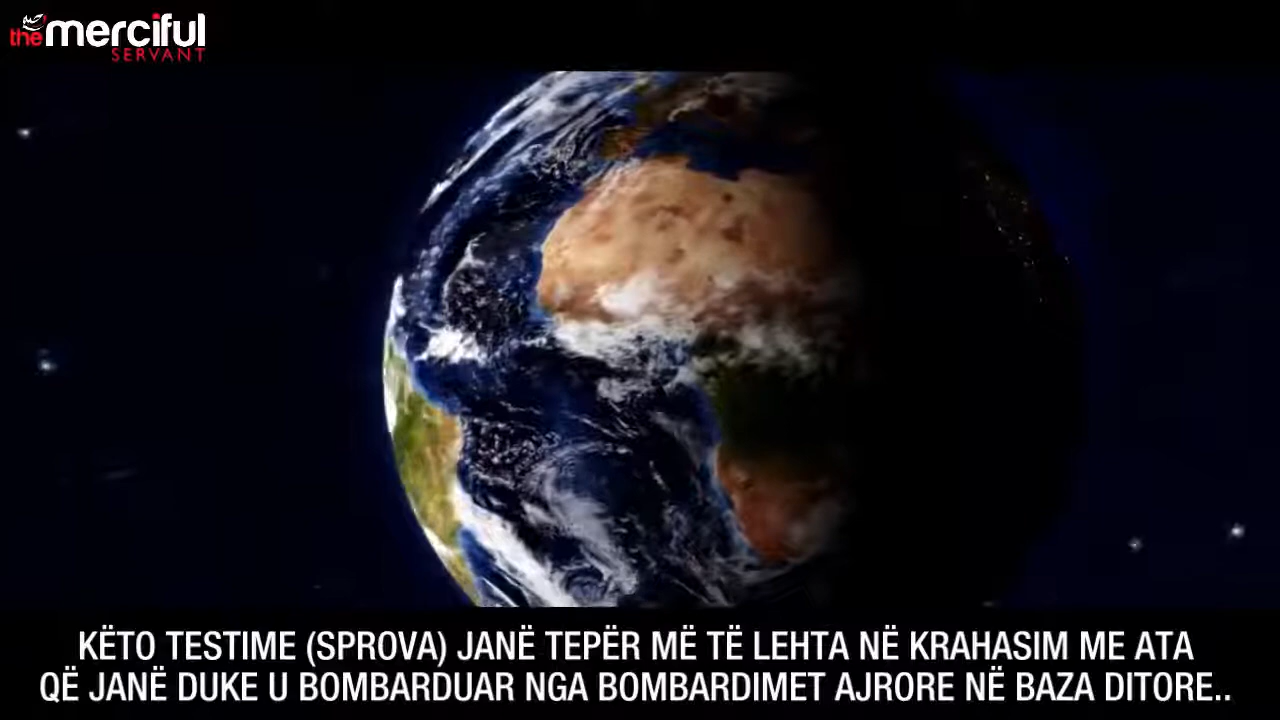 the merciful
SERVANT
KËTO TESTIME (SPROVA) JANË TEPËR MË TË LEHTA NË KRAHASIM ME ATA
QË JANË DUKE U BOMBARDUAR NGA BOMBARDIMET AJRORE NË BAZA DITORE..